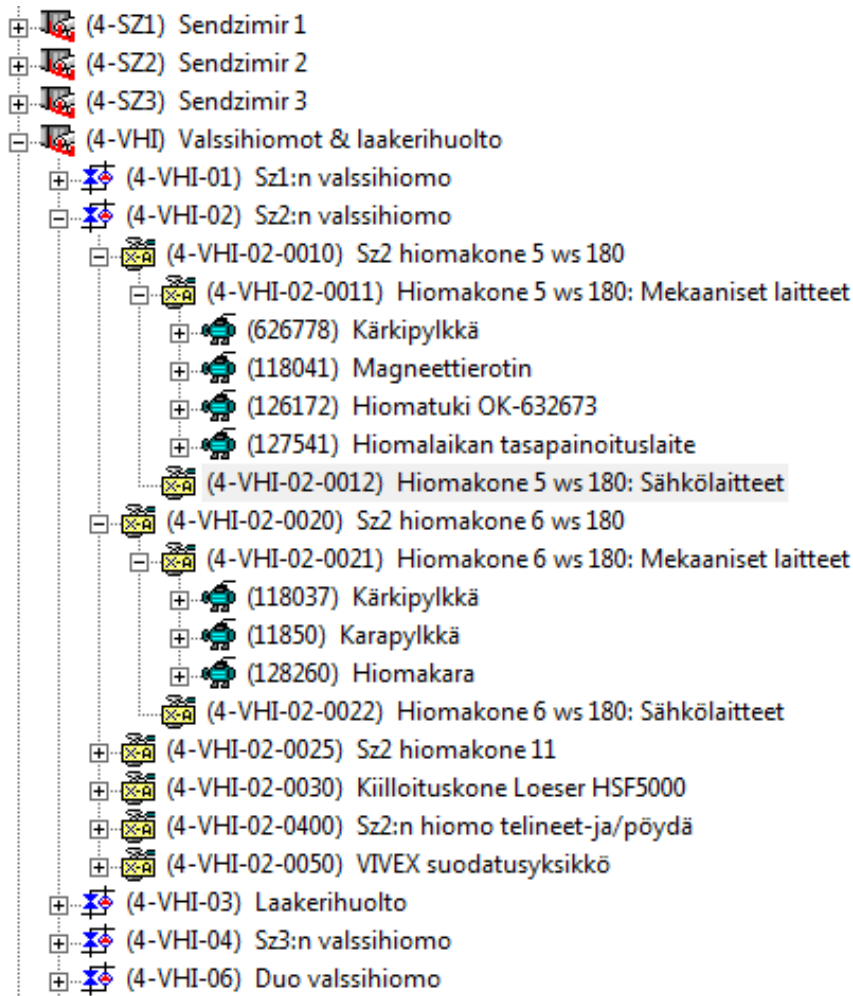 (4-SZ1) Sendzimir 1
(4-SZ2) Sendzimir 2
(4-SZ3) Sendzimir 3
(4-VHI) Valssihiomot & laakerihuolto
(4-VHI-01) Sz1:n valssihiomo
(4-VHI-02) Sz2:n valssihiomo
X-A (4-VHI-02-0010) Sz2 hiomakone 5 ws 180
X-A (4-VHI-02-0011) Hiomakone 5 ws 180: Mekaaniset laitteet
(626778) Kärkipylkkä
(118041) Magneettierotin
(126172) Hiomatuki OK-632673
(127541) Hiomalaikan tasapainoituslaite
X-A (4-VHI-02-0012) Hiomakone 5 ws 180: Sähkölaitteet
X-A (4-VHI-02-0020) Sz2 hiomakone 6 ws 180
X-A (4-VHI-02-0021) Hiomakone 6 ws 180: Mekaaniset laitteet
(118037) Kärkipylkkä
(11850) Karapylkkä
(128260) Hiomakara
X-A (4-VHI-02-0022) Hiomakone 6 ws 180: Sähkölaitteet
X-A (4-VHI-02-0025) Sz2 hiomakone 11
X-A (4-VHI-02-0030) Kiilloituskone Loeser HSF5000
X-A (4-VHI-02-0400) Sz2:n hiomo telineet-ja/pöydä
X-A (4-VHI-02-0050) VIVEX suodatusyksikkö
(4-VHI-03) Laakerihuolto
(4-VHI-04) Sz3:n valssihiomo
(4-VHI-06) Duo valssihiomo